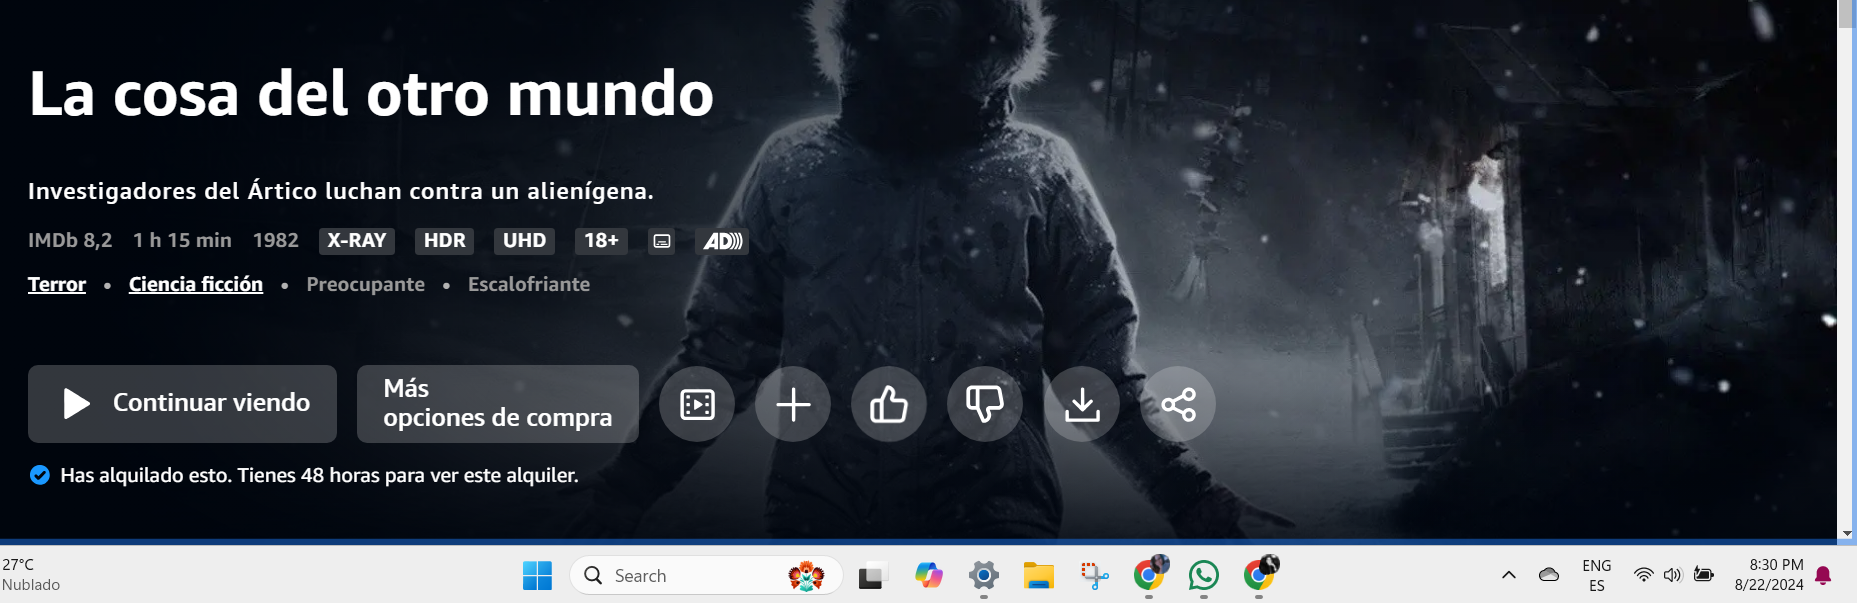 La cosa del otro mundo
Investigadores del Ártico luchan contra un alienígena.
IMDb 8,2 1 h 15 min 1982 X-RAY HDR UHD 18+ AD)))
Terror • Ciencia ficción • Preocupante • Escalofriante
Continuar viendo
Más
opciones de compra
Has alquilado esto. Tienes 48 horas para ver este alquiler.
27°C
Nublado
Search
ENG
ES
8:30 PM
8/22/2024